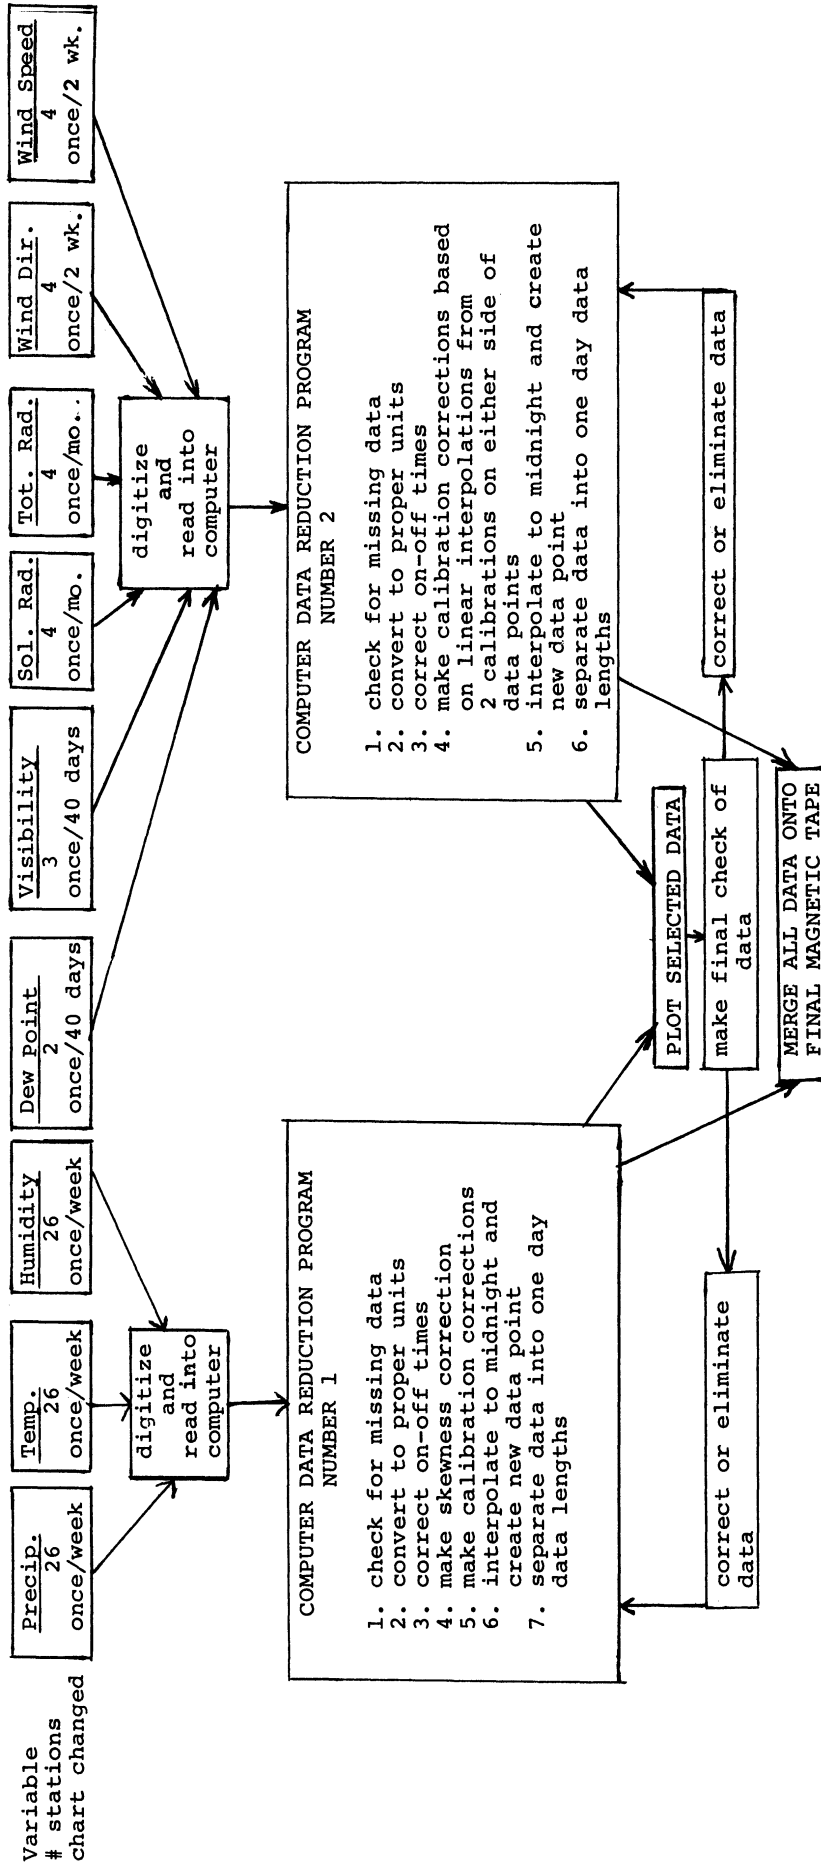 Variable
# stations
chart changed
Precip.
26
once/week
Temp.
26
once/week
Humidity
26
once/week
Dew Point
2
once/40 days
Visibility
3
once/40 days
Sol. Rad.
4
once/mo.
Tot. Rad.
4
once/mo..
Wind Dir.
4
once/2 wk.
Wind Speed
4
once/2 wk.
digitize
and
read into
computer
digitize
and
read into
computer
COMPUTER DATA REDUCTION PROGRAM
NUMBER 1
1. check for missing data
2. convert to proper units
3. correct on-off times
4. make skewness correction
5. make calibration corrections
6. interpolate to midnight and
create new data point
7. separate data into one day
data lengths
COMPUTER DATA REDUCTION PROGRAM
NUMBER 2
1. check for missing data
2. convert to proper units
3. correct on-off times
4. make calibration corrections based
on linear interpolations from
2 calibrations on either side of
data points
5. interpolate to midnight and create
new data point
6. separate data into one day data
lengths
PLOT SELECTED DATA
correct or eliminate
data
make final check of
data
correct or eliminate data
MERGE ALL DATA ONTO
FINAL MAGNETIC TAPE